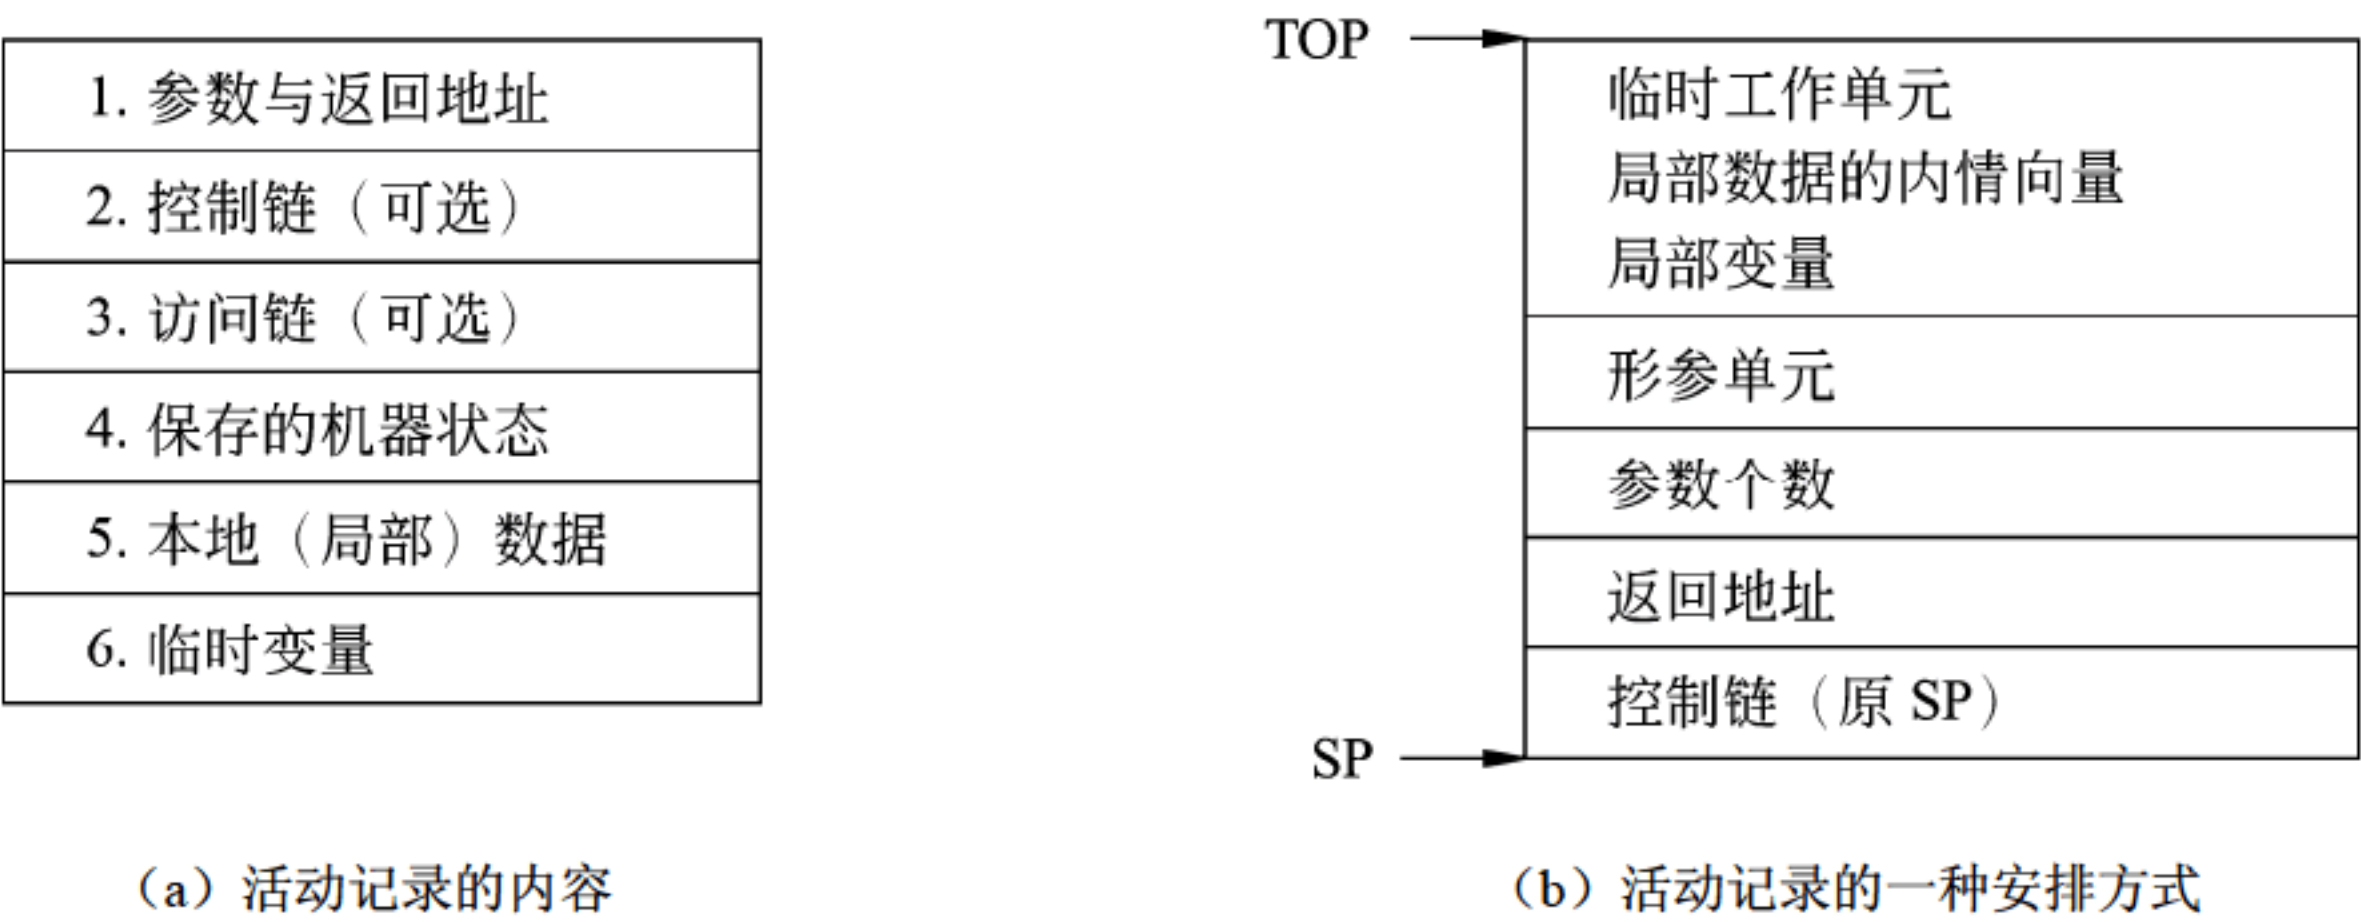 1. 参数与返回地址
2. 控制链（可选）
3. 访问链（可选）
4. 保存的机器状态
5. 本地（局部）数据
6. 临时变量
（a）活动记录的内容
TOP
临时工作单元
局部数据的内情向量
局部变量
形参单元
参数个数
返回地址
控制链（原 SP）
SP
（b）活动记录的一种安排方式